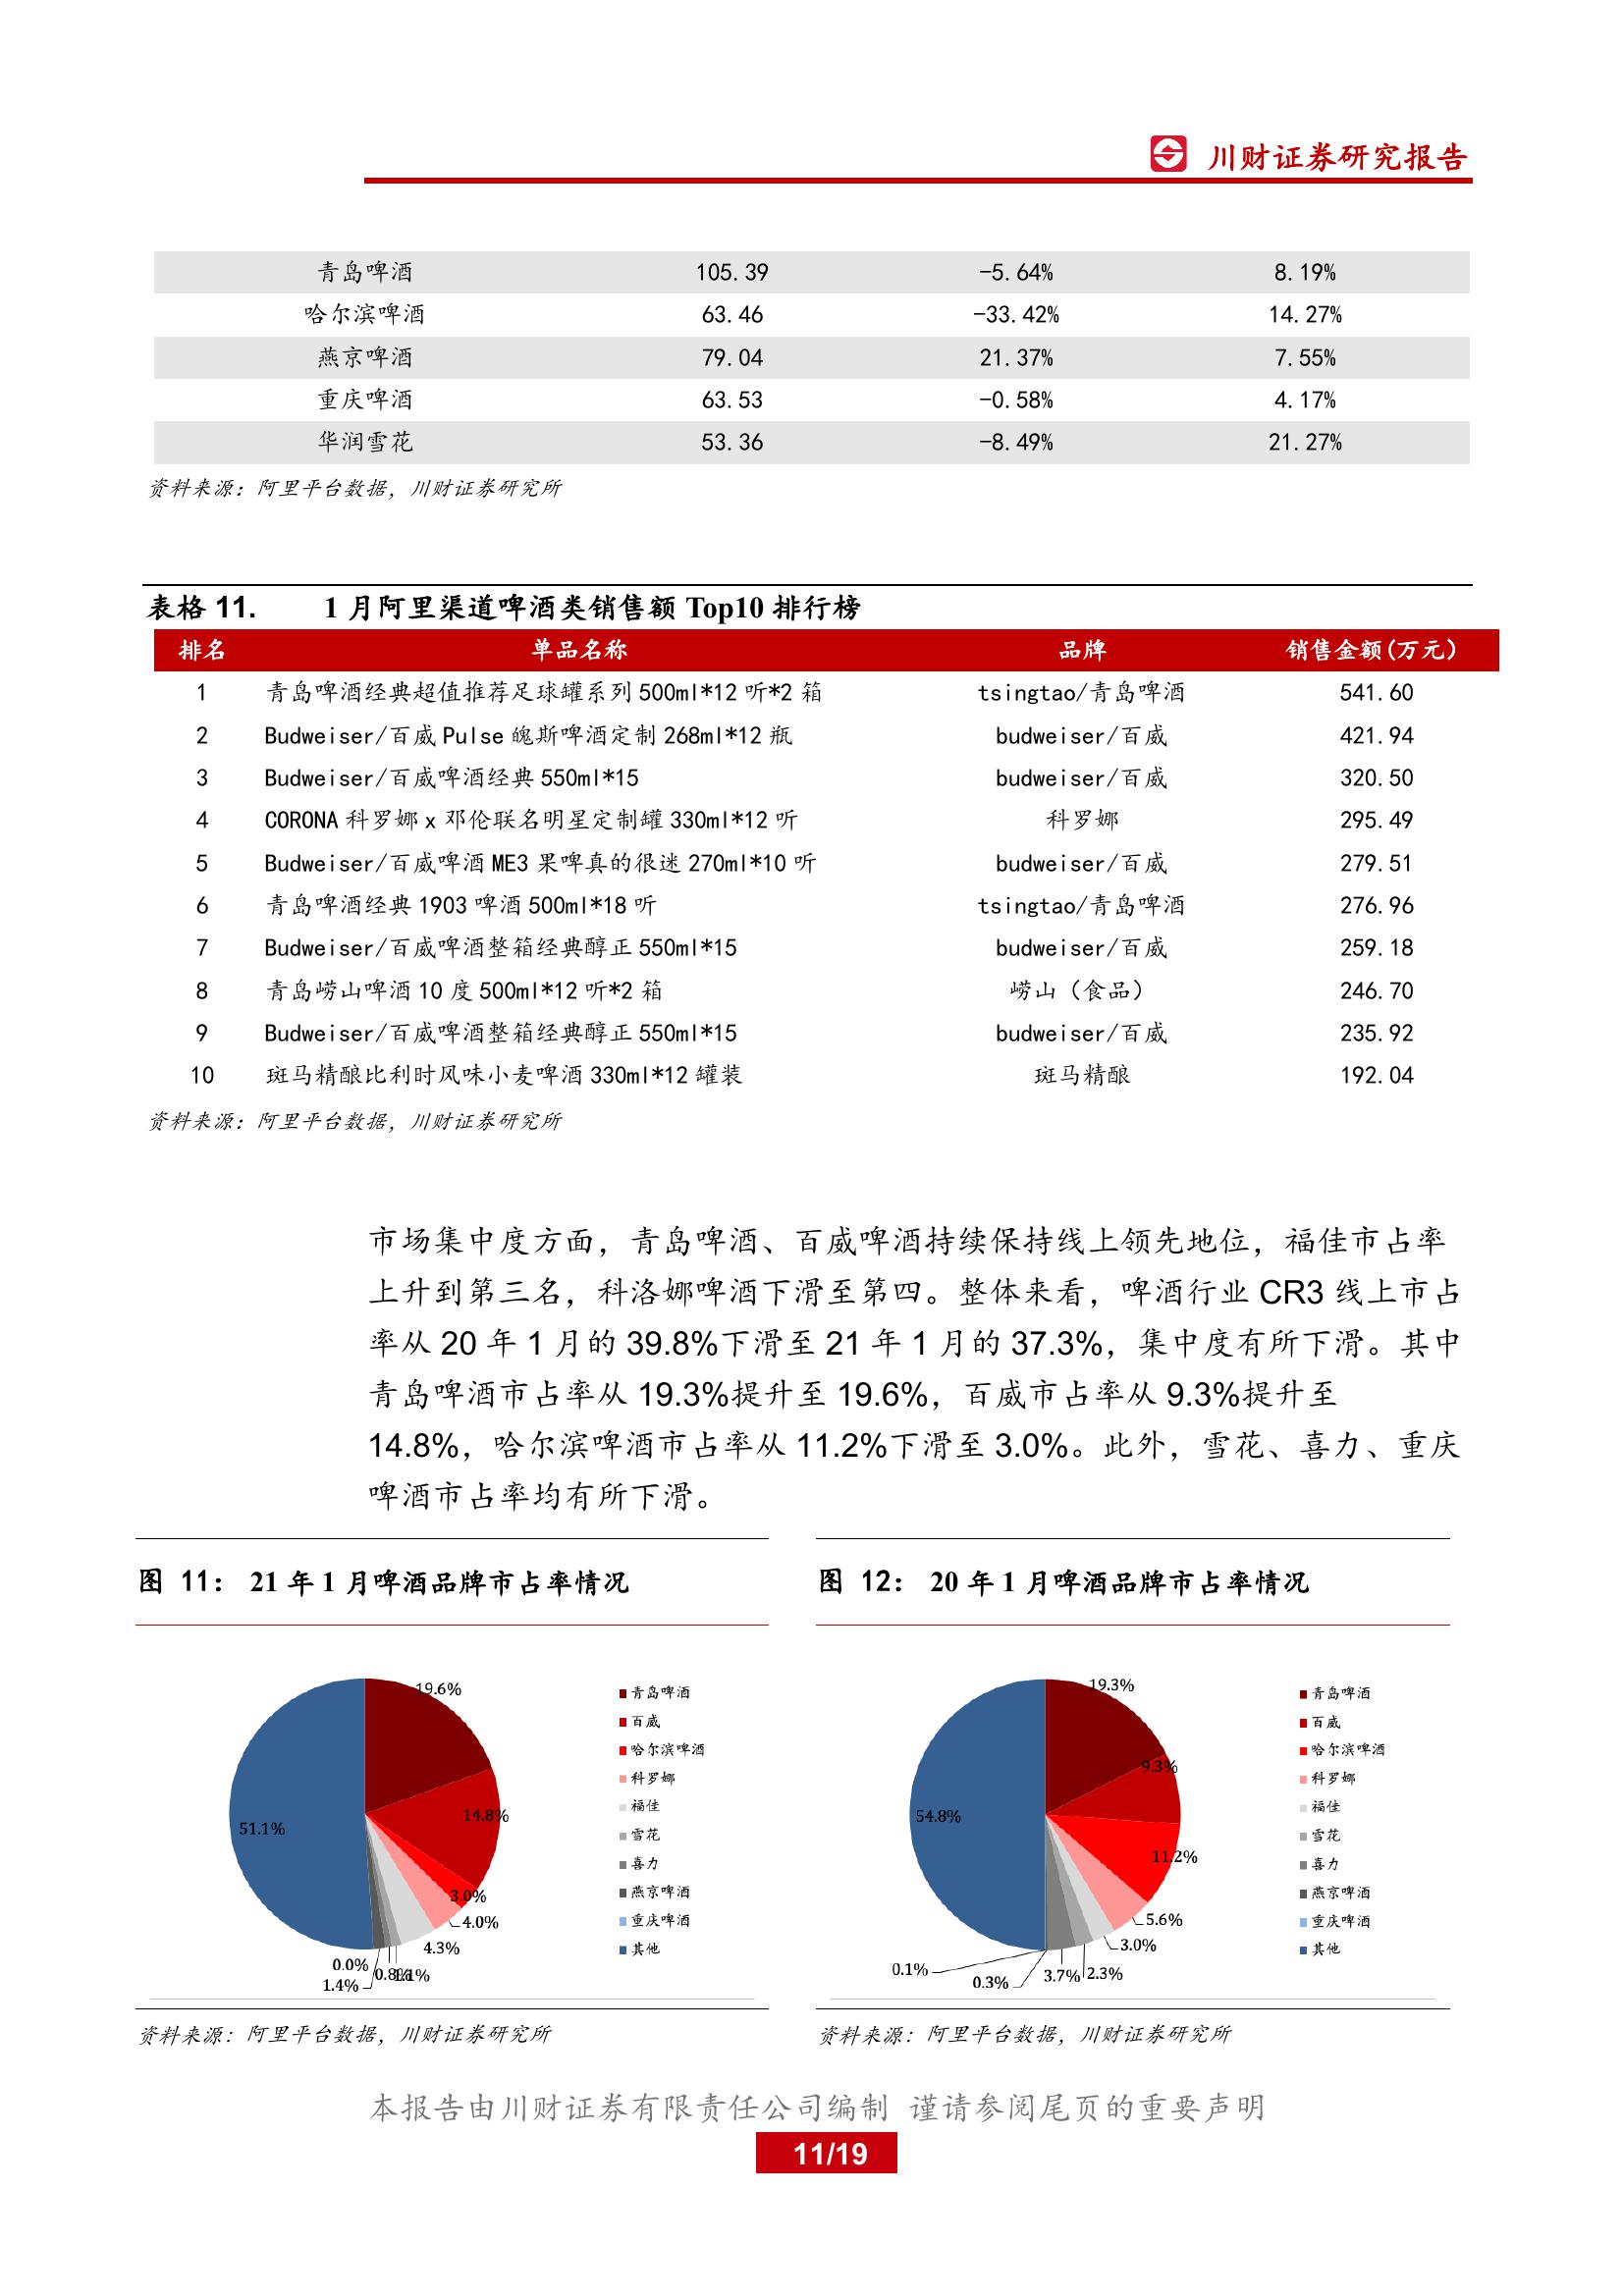 川财证券研究报告
青岛啤酒 105.39 -5.64% 8.19%
哈尔滨啤酒 63.46 -33.42% 14.27%
燕京啤酒 79.04 21.37% 7.55%
重庆啤酒 63.53 -0.58% 4.17%
华润雪花 53.36 -8.49% 21.27%
资料来源：阿里平台数据，川财证券研究所
表格 11. 1 月阿里渠道啤酒类销售额 Top10 排行榜
排名 单品名称 品牌 销售金额(万元)
1 青岛啤酒经典超值推荐足球罐系列 500ml*12 听*2 箱 tsingtao/青岛啤酒 541.60
2 Budweiser/百威 Pulse 魄斯啤酒定制 268ml*12 瓶 budweiser/百威 421.94
3 Budweiser/百威啤酒经典 550ml*15 budweiser/百威 320.50
4 CORONA 科罗娜 x 邓伦联名明星定制罐 330ml*12 听 科罗娜 295.49
5 Budweiser/百威啤酒 ME3 果啤真的很迷 270ml*10 听 budweiser/百威 279.51
6 青岛啤酒经典 1903 啤酒 500ml*18 听 tsingtao/青岛啤酒 276.96
7 Budweiser/百威啤酒整箱经典醇正 550ml*15 budweiser/百威 259.18
8 青岛崂山啤酒 10 度 500ml*12 听*2 箱 崂山（食品） 246.70
9 Budweiser/百威啤酒整箱经典醇正 550ml*15 budweiser/百威 235.92
10 斑马精酿比利时风味小麦啤酒 330ml*12 罐装 斑马精酿 192.04
资料来源：阿里平台数据，川财证券研究所
市场集中度方面，青岛啤酒、百威啤酒持续保持线上领先地位，福佳市占率
上升到第三名，科洛娜啤酒下滑至第四。整体来看，啤酒行业 CR3 线上市占
率从 20 年 1 月的 39.8%下滑至 21 年 1 月的 37.3%，集中度有所下滑。其中
青岛啤酒市占率从 19.3%提升至 19.6%，百威市占率从 9.3%提升至
14.8%，哈尔滨啤酒市占率从 11.2%下滑至 3.0%。此外，雪花、喜力、重庆
啤酒市占率均有所下滑。
图 11： 21 年 1 月啤酒品牌市占率情况
19.6%
14.8%
3.0%
4.0%
4.3%
1.1%
0.8%
1.4%
0.0%
51.1%
青岛啤酒
百威
哈尔滨啤酒
科罗娜
福佳
雪花
喜力
燕京啤酒
重庆啤酒
其他
资料来源：阿里平台数据，川财证券研究所
图 12： 20 年 1 月啤酒品牌市占率情况
19.3%
9.3%
11.2%
5.6%
3.0%
2.3%
3.7%
0.3%
0.1%
54.8%
青岛啤酒
百威
哈尔滨啤酒
科罗娜
福佳
雪花
喜力
燕京啤酒
重庆啤酒
其他
资料来源：阿里平台数据，川财证券研究所
本报告由川财证券有限责任公司编制 谨请参阅尾页的重要声明
11/19